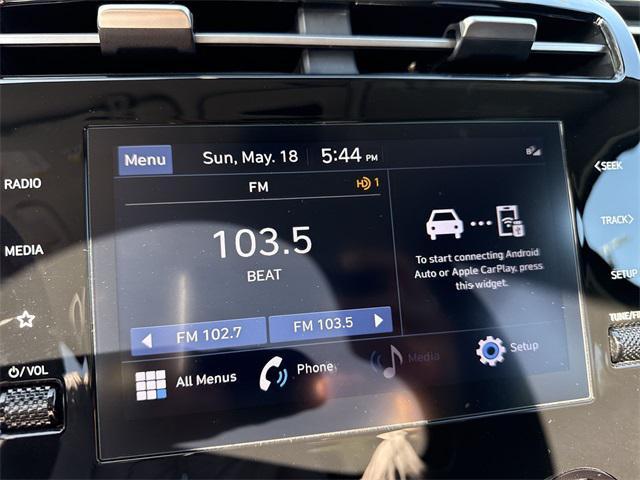 Menu
Sun, May. 18
5:44 PM
FM
HD 1
103.5
BEAT
FM 102.7
FM 103.5
To start connecting Android
Auto or Apple CarPlay, press
this widget.
All Menus
Phone
Media
Setup
RADIO
MEDIA
/VOL
SEEK
TRACK
SETUP